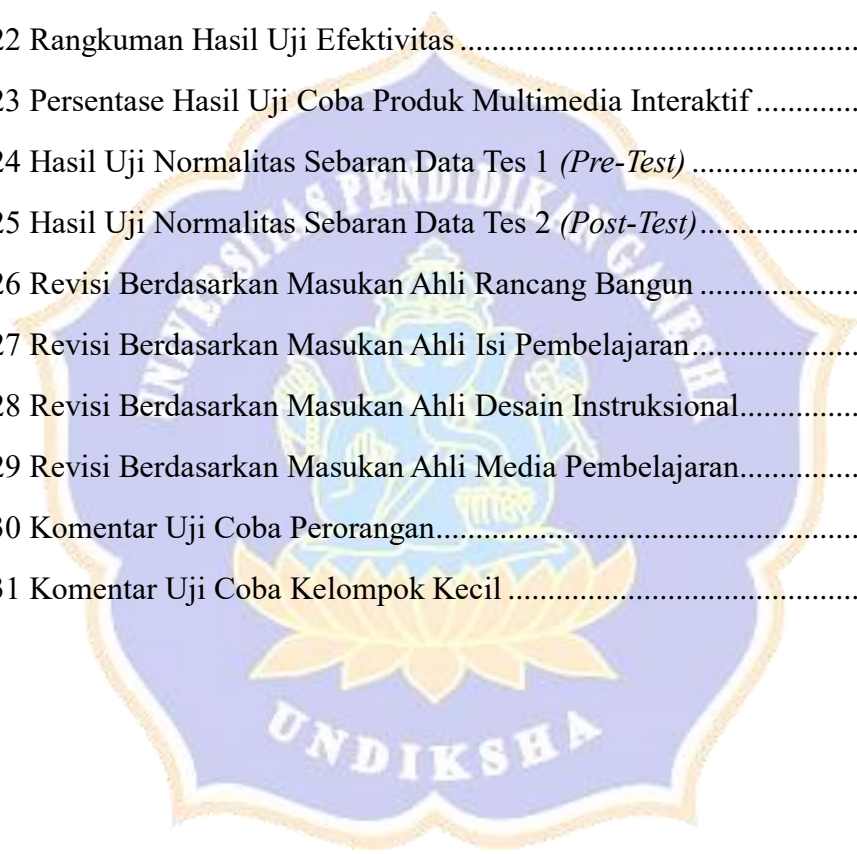 22 Rangkuman Hasil Uji Efektivitas
23 Persentase Hasil Uji Coba Produk Multimedia Interaktif
24 Hasil Uji Normalitas Sebaran Data Tes 1 (Pre-Test)
25 Hasil Uji Normalitas Sebaran Data Tes 2 (Post-Test)
26 Revisi Berdasarkan Masukan Ahli Rancang Bangun
27 Revisi Berdasarkan Masukan Ahli Isi Pembelajaran
28 Revisi Berdasarkan Masukan Ahli Desain Instruksional
29 Revisi Berdasarkan Masukan Ahli Media Pembelajaran
30 Komentar Uji Coba Perorangan
31 Komentar Uji Coba Kelompok Kecil
UNIVERSITAS PENDIDIKAN GANESHA
UNDIKSHA